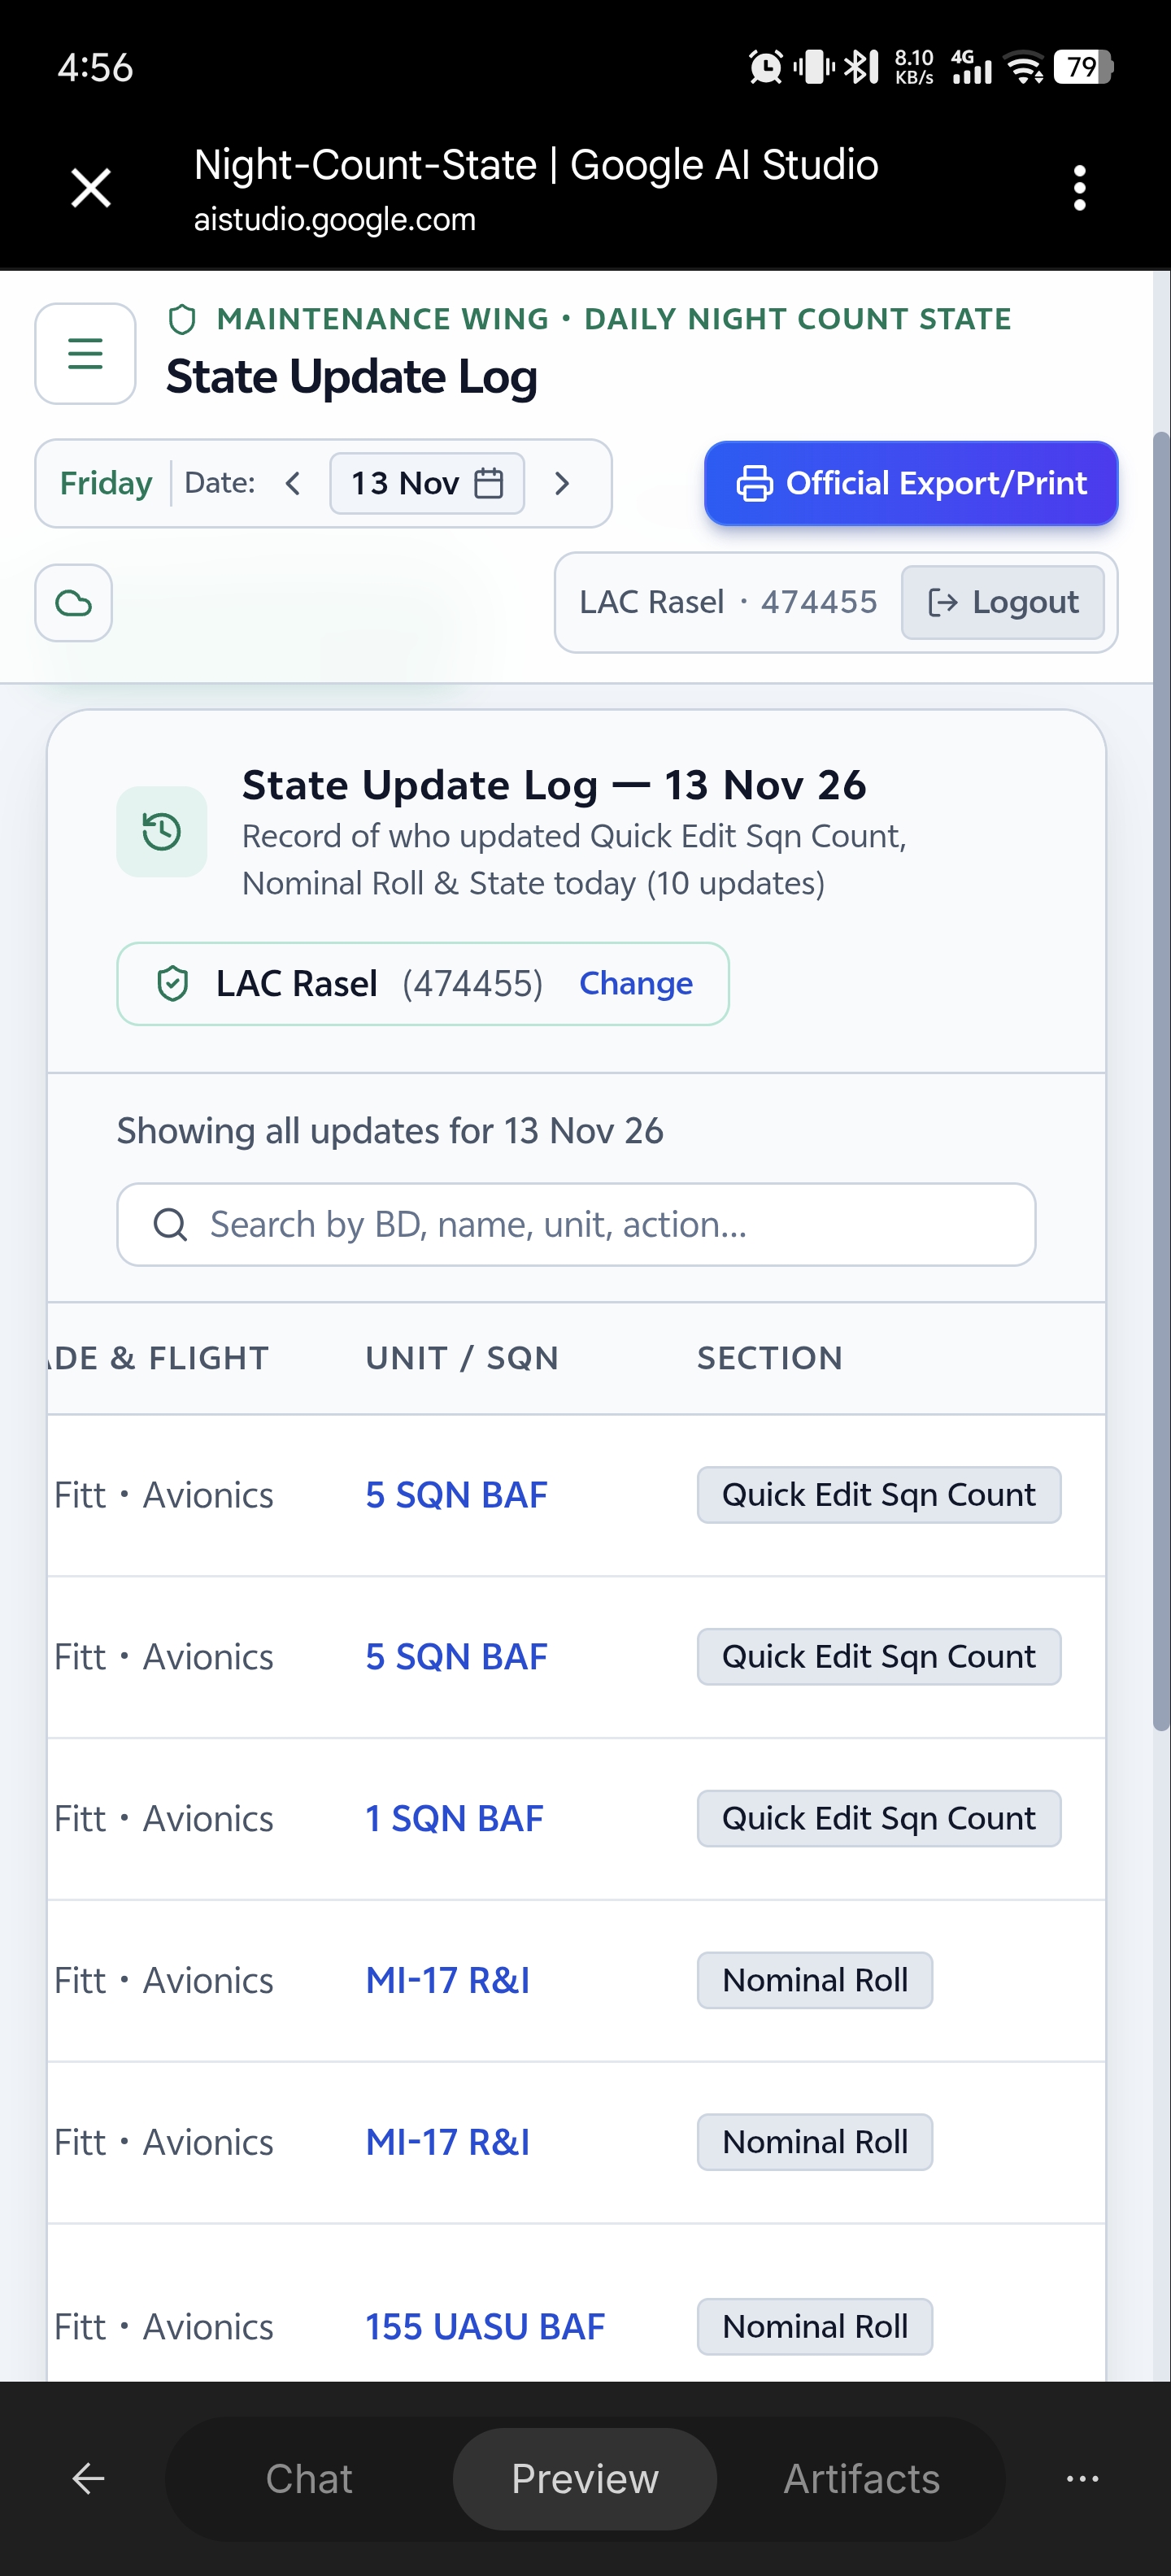 4:56
8.10
KB/s
4G
79
Night-Count-State | Google AI Studio
aistudio.google.com
MAINTENANCE WING • DAILY NIGHT COUNT STATE
State Update Log
Friday Date: 13 Nov
Official Export/Print
LAC Rasel · 474455 Logout
State Update Log — 13 Nov 26
Record of who updated Quick Edit Sqn Count,
Nominal Roll & State today (10 updates)
LAC Rasel (474455) Change
Showing all updates for 13 Nov 26
Search by BD, name, unit, action...
ADE & FLIGHT UNIT / SQN SECTION
Fitt • Avionics 5 SQN BAF Quick Edit Sqn Count
Fitt • Avionics 5 SQN BAF Quick Edit Sqn Count
Fitt • Avionics 1 SQN BAF Quick Edit Sqn Count
Fitt • Avionics MI-17 R&I Nominal Roll
Fitt • Avionics MI-17 R&I Nominal Roll
Fitt • Avionics 155 UASU BAF Nominal Roll
Chat Preview Artifacts